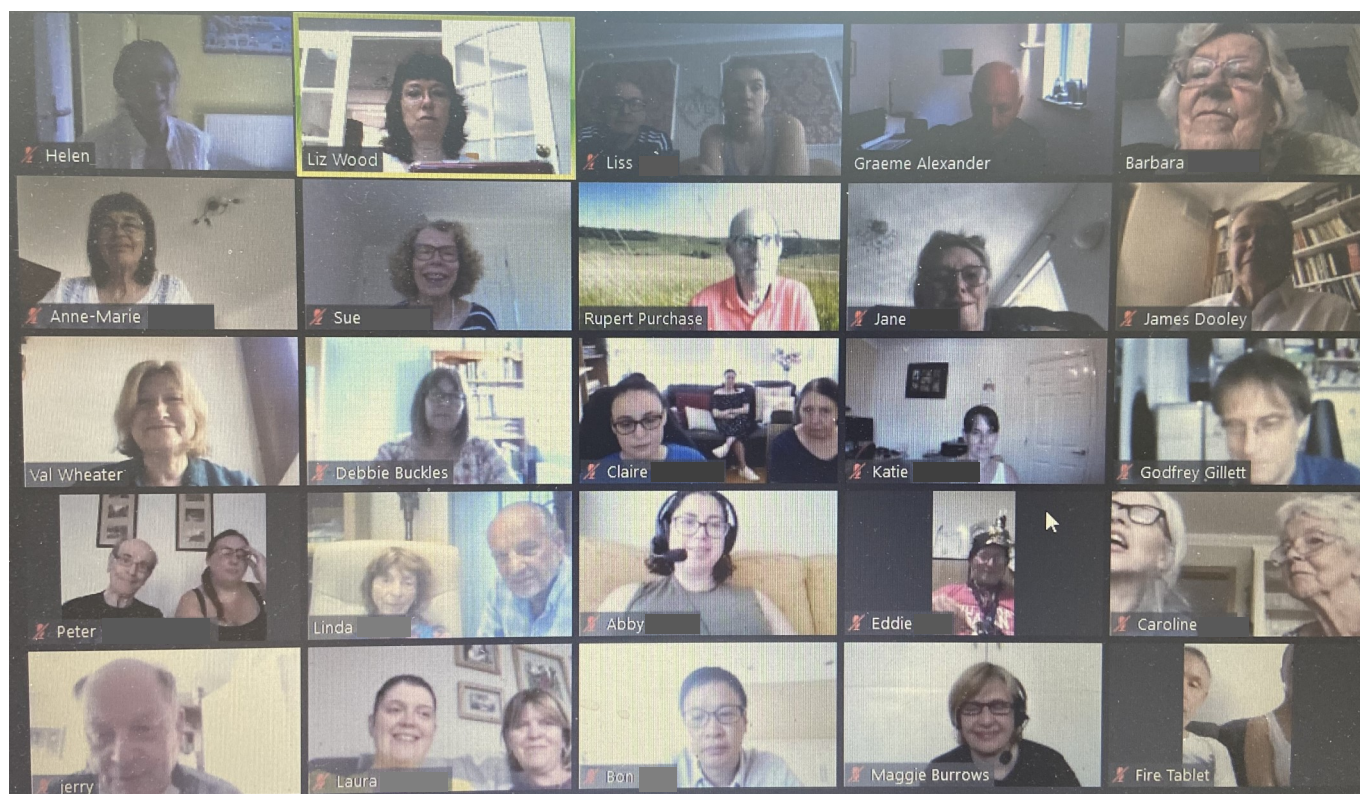 Helen
Liz Wood
Liss
Graeme Alexander
Barbara
Anne-Marie
Sue
Rupert Purchase
Jane
James Dooley
Val Wheater
Debbie Buckles
Claire
Katie
Godfrey Gillett
Peter
Linda
Abby
Eddie
Caroline
jerry
Laura
Bon
Maggie Burrows
Fire Tablet